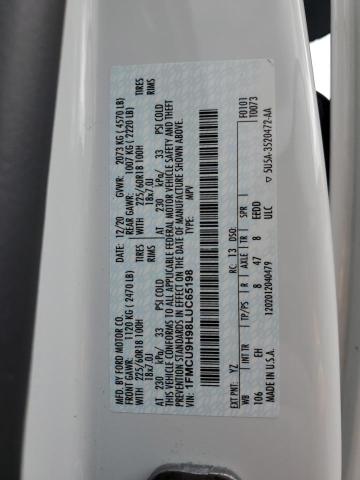 MFD. BY FORD MOTOR CO.
12/20 GVWR: 2073 KG ( 4570 LB)
FRONT GAWR: 1120 KG ( 2470 LB)
REAR GAWR: 1007 KG ( 2220 LB)
WITH 225/60R18 100H TIRES
WITH 225/60R18 100H TIRES
18x7.0J RIMS
18x7.0J RIMS
AT 230 kPa/ 33 PSI COLD
AT 230 kPa/ 33 PSI COLD
THIS VEHICLE CONFORMS TO ALL APPLICABLE FEDERAL MOTOR VEHICLE SAFETY AND THEFT
PREVENTION STANDARDS IN EFFECT ON THE DATE OF MANUFACTURE SHOWN ABOVE.
VIN: 1FMCU9H98LUC65198
TYPE: MPV
F0101
T0073
EXT PNT: YZ RC: 13 DSO:
WB INT TR TP/PS R AXLE TR SPR
106 EH 8 47 8 EEDD
MADE IN U.S.A. 1202012040479 ULC
▽ 5U5A-3520472-AA